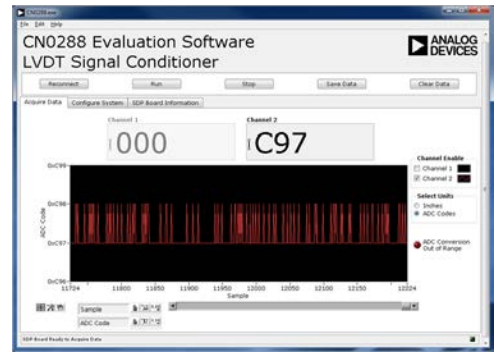 CN0288.exe
File Edit Help
CN0288 Evaluation Software
LVDT Signal Conditioner
ANALOG
DEVICES
Reconnect Run Stop Save Data Clear Data
Acquire Data Configure System SDP Board Information
Channel 1 Channel 2
000 C97
Channel Enable
Channel 1
Channel 2
Select Units
Inches
ADC Codes
ADC Conversion
Out of Range
ADC Code
0xC99
0xC98
0xC97
0xC96
11724 11800 11850 11900 11950 12000 12050 12100 12150 12224
Sample
Sample
ADC Code
SDP Board Ready to Acquire Data